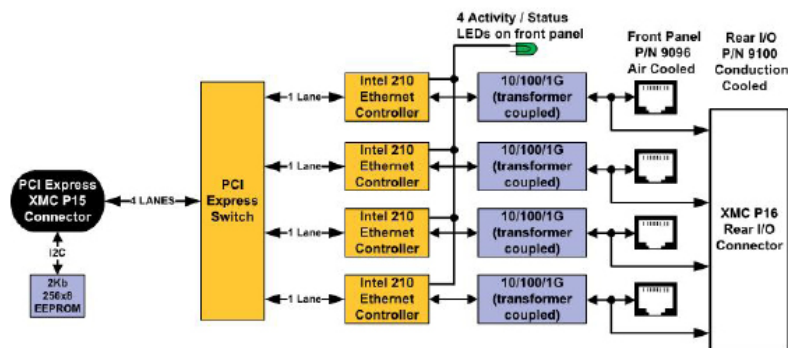 4 Activity / Status
LEDs on front panel
Front Panel
P/N 9096
Air Cooled
Rear I/O
P/N 9100
Conduction
Cooled
PCI Express
XMC P15
Connector
4 LANES
I2C
2Kb
256x8
EEPROM
PCI
Express
Switch
1 Lane
Intel 210
Ethernet
Controller
10/100/1G
(transformer
coupled)
1 Lane
Intel 210
Ethernet
Controller
10/100/1G
(transformer
coupled)
1 Lane
Intel 210
Ethernet
Controller
10/100/1G
(transformer
coupled)
1 Lane
Intel 210
Ethernet
Controller
10/100/1G
(transformer
coupled)
XMC P16
Rear I/O
Connector